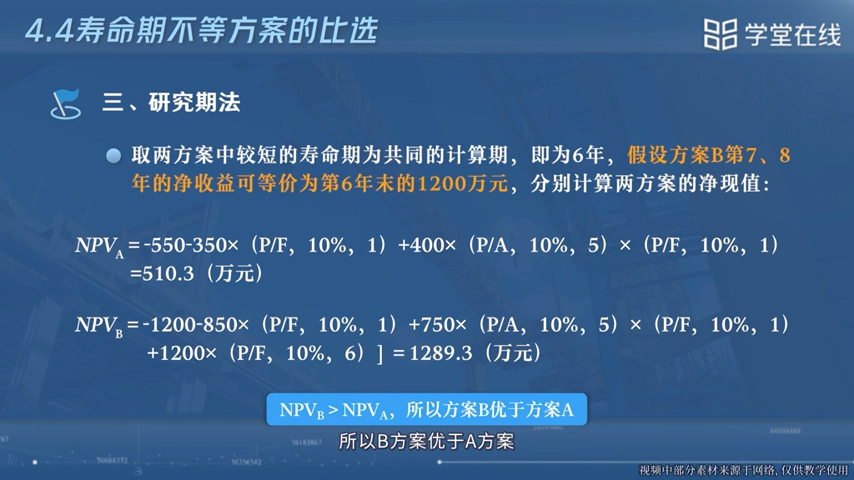 4.4寿命期不等方案的比选
学堂在线
三、研究期法
取两方案中较短的寿命期为共同的计算期，即为6年，假设方案B第7、8
年的净收益可等价为第6年末的1200万元，分别计算两方案的净现值：
NPVA = -550-350×（P/F，10%，1）+400×（P/A，10%，5）×（P/F，10%，1）
=510.3（万元）
NPVB = -1200-850×（P/F，10%，1）+750×（P/A，10%，5）×（P/F，10%，1）
+1200×（P/F，10%，6）] = 1289.3（万元）
NPVB > NPVA，所以方案B优于方案A
所以B方案优于A方案
视频中部分素材来源于网络, 仅供教学使用